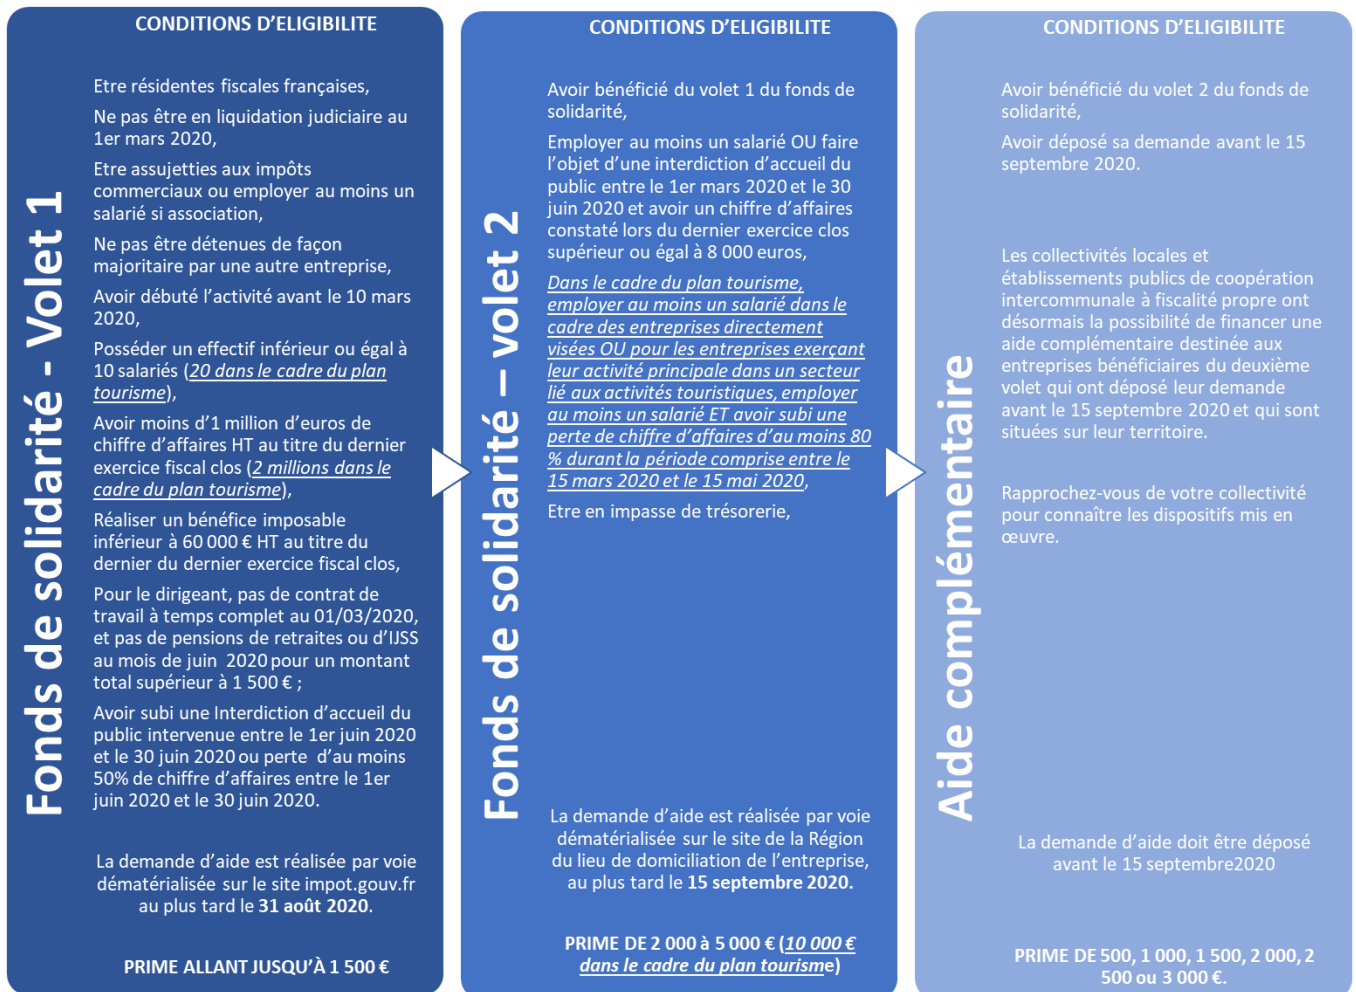 Fonds de solidarité - Volet 1
CONDITIONS D’ELIGIBILITE
Etre résidentes fiscales françaises,
Ne pas être en liquidation judiciaire au
1er mars 2020,
Etre assujetties aux impôts
commerciaux ou employer au moins un
salarié si association,
Ne pas être détenues de façon
majoritaire par une autre entreprise,
Avoir débuté l’activité avant le 10 mars
2020,
Posséder un effectif inférieur ou égal à
10 salariés (20 dans le cadre du plan
tourisme),
Avoir moins d’1 million d’euros de
chiffre d’affaires HT au titre du dernier
exercice fiscal clos (2 millions dans le
cadre du plan tourisme),
Réaliser un bénéfice imposable
inférieur à 60 000 € HT au titre du
dernier du dernier exercice fiscal clos,
Pour le dirigeant, pas de contrat de
travail à temps complet au 01/03/2020,
et pas de pensions de retraites ou d’IJSS
au mois de juin 2020 pour un montant
total supérieur à 1 500 € ;
Avoir subi une Interdiction d’accueil du
public intervenue entre le 1er juin 2020
et le 30 juin 2020 ou perte d’au moins
50% de chiffre d’affaires entre le 1er
juin 2020 et le 30 juin 2020.
La demande d’aide est réalisée par voie
dématérialisée sur le site impot.gouv.fr
au plus tard le 31 août 2020.
PRIME ALLANT JUSQU’À 1 500 €
Fonds de solidarité – volet 2
CONDITIONS D’ELIGIBILITE
Avoir bénéficié du volet 1 du fonds de
solidarité,
Employer au moins un salarié OU faire
l’objet d’une interdiction d’accueil du
public entre le 1er mars 2020 et le 30
juin 2020 et avoir un chiffre d’affaires
constaté lors du dernier exercice clos
supérieur ou égal à 8 000 euros,
Dans le cadre du plan tourisme,
employer au moins un salarié dans le
cadre des entreprises directement
visées OU pour les entreprises exerçant
leur activité principale dans un secteur
lié aux activités touristiques, employer
au moins un salarié ET avoir subi une
perte de chiffre d’affaires d’au moins 80
% durant la période comprise entre le
15 mars 2020 et le 15 mai 2020,
Etre en impasse de trésorerie,
La demande d’aide est réalisée par voie
dématérialisée sur le site de la Région
du lieu de domiciliation de l’entreprise,
au plus tard le 15 septembre 2020.
PRIME DE 2 000 à 5 000 € (10 000 €
dans le cadre du plan tourisme)
Aide complémentaire
CONDITIONS D’ELIGIBILITE
Avoir bénéficié du volet 2 du fonds de
solidarité,
Avoir déposé sa demande avant le 15
septembre 2020.
Les collectivités locales et
établissements publics de coopération
intercommunale à fiscalité propre ont
désormais la possibilité de financer une
aide complémentaire destinée aux
entreprises bénéficiaires du deuxième
volet qui ont déposé leur demande
avant le 15 septembre 2020 et qui sont
situées sur leur territoire.
Rapprochez-vous de votre collectivité
pour connaître les dispositifs mis en
œuvre.
La demande d’aide doit être déposé
avant le 15 septembre2020
PRIME DE 500, 1 000, 1 500, 2 000, 2
500 ou 3 000 €.